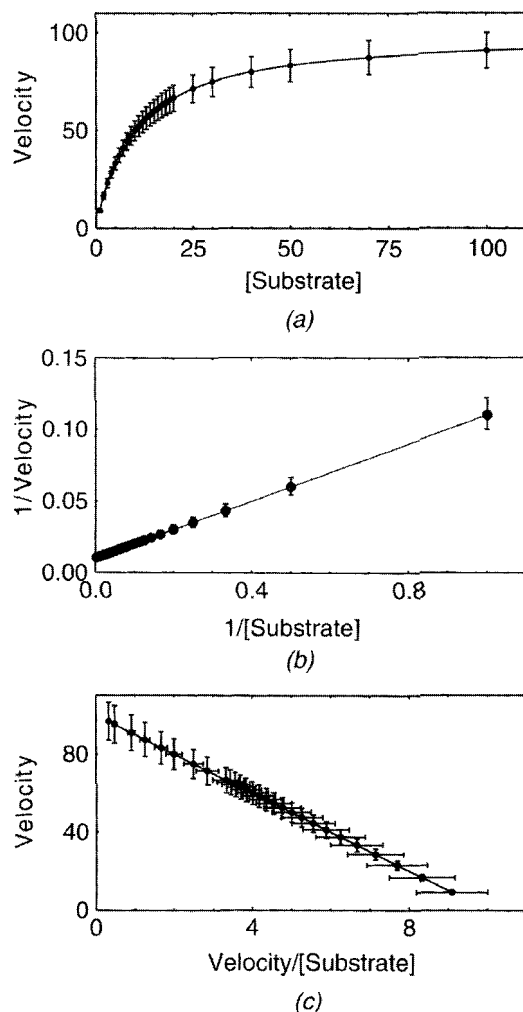 100
50
0
Velocity
0 25 50 75 100
[Substrate]
(a)
0.15
0.10
0.05
0.00
1/Velocity
0.0 0.4 0.8
1/[Substrate]
(b)
80
40
0
Velocity
0 4 8
Velocity/[Substrate]
(c)